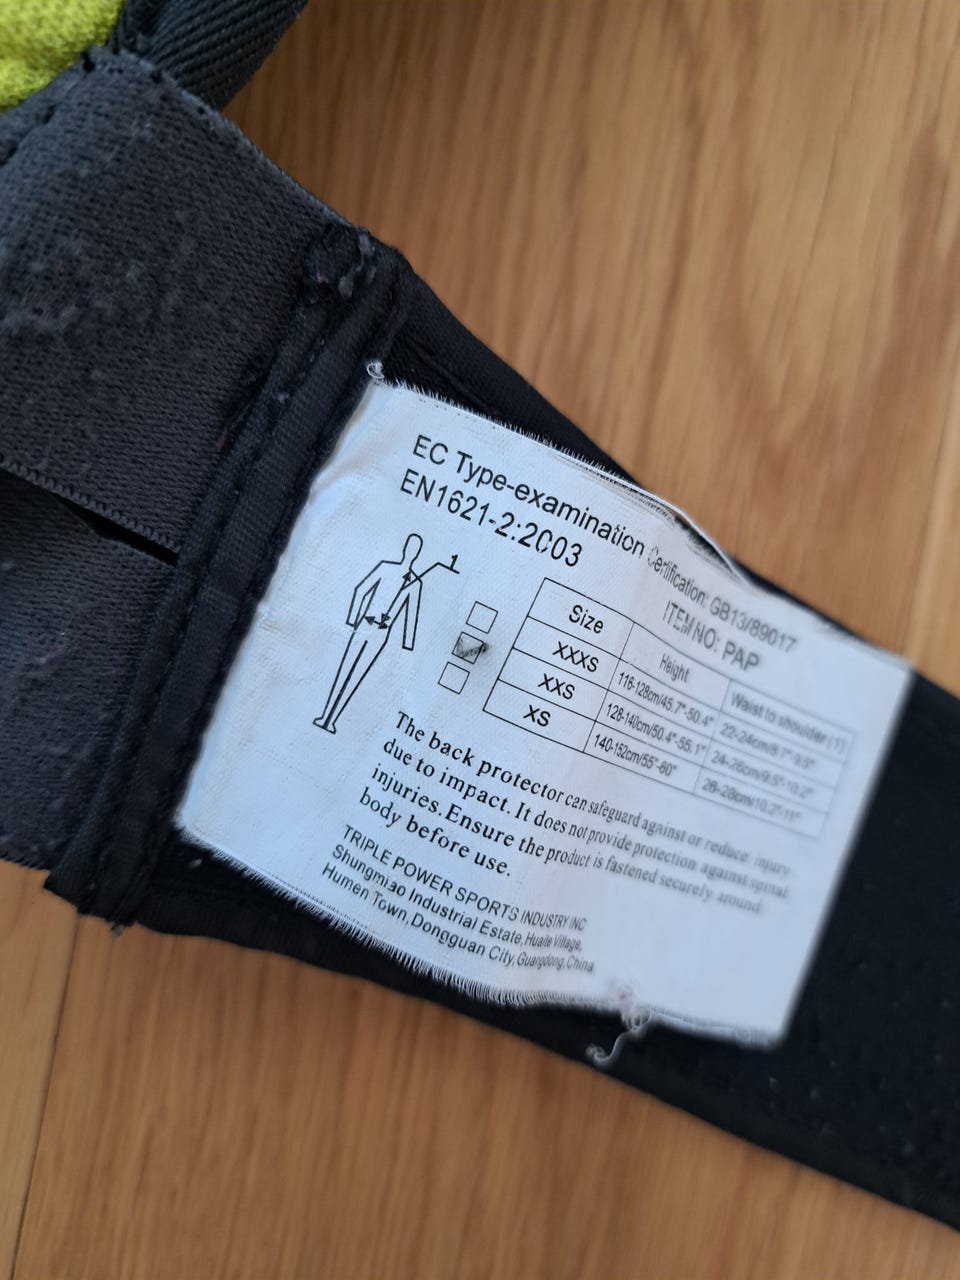 EC Type-examination Certification: GB13/89017
EN1621-2:2003 ITEM NO: PAP
1
Size Height Waist to shoulder (1)
XXXS 116-128cm/45.7"-50.4" 22-24cm/8.7"-9.5"
XXS 128-140cm/50.4"-55.1" 24-26cm/9.5"-10.2"
XS 140-152cm/55"-60" 26-28cm/10.2"-11"
The back protector can safeguard against or reduce injury
due to impact. It does not provide protection against spinal
injuries.Ensure the product is fastened securely around
body before use.
TRIPLE POWER SPORTS INDUSTRY INC
Shungmiao Industrial Estate, Huaile Village,
Humen Town, Dongguan City, Guangdong, China